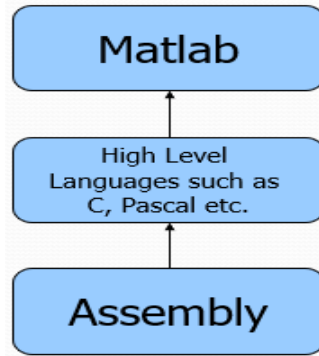 Matlab
High Level
Languages such as
C, Pascal etc.
Assembly